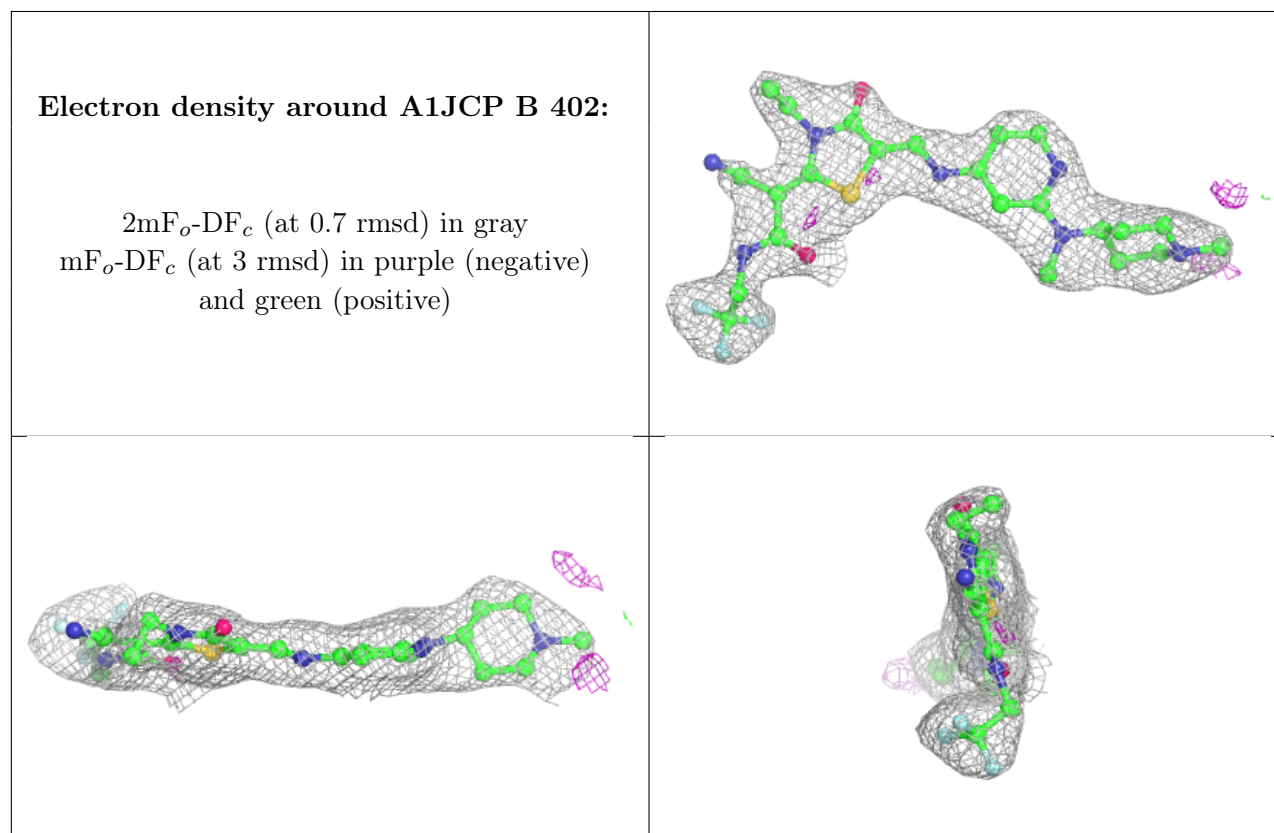 Electron density around A1JCP B 402:
2mFₒ-DF𝒸 (at 0.7 rmsd) in gray
mFₒ-DF𝒸 (at 3 rmsd) in purple (negative)
and green (positive)